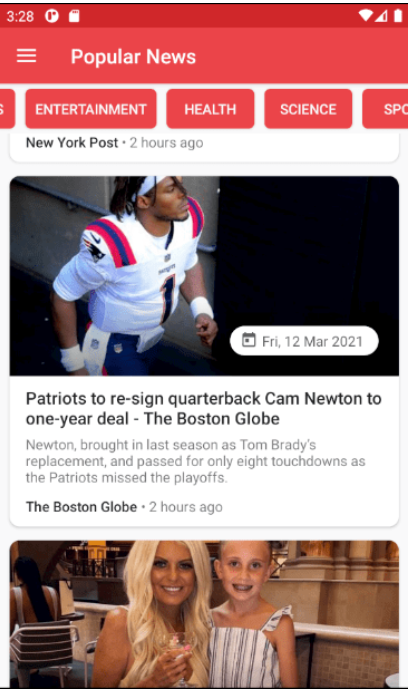 3:28
Popular News
S
ENTERTAINMENT
HEALTH
SCIENCE
SPO
New York Post • 2 hours ago
1
Fri, 12 Mar 2021
Patriots to re-sign quarterback Cam Newton to
one-year deal - The Boston Globe
Newton, brought in last season as Tom Brady's
replacement, and passed for only eight touchdowns as
the Patriots missed the playoffs.
The Boston Globe • 2 hours ago